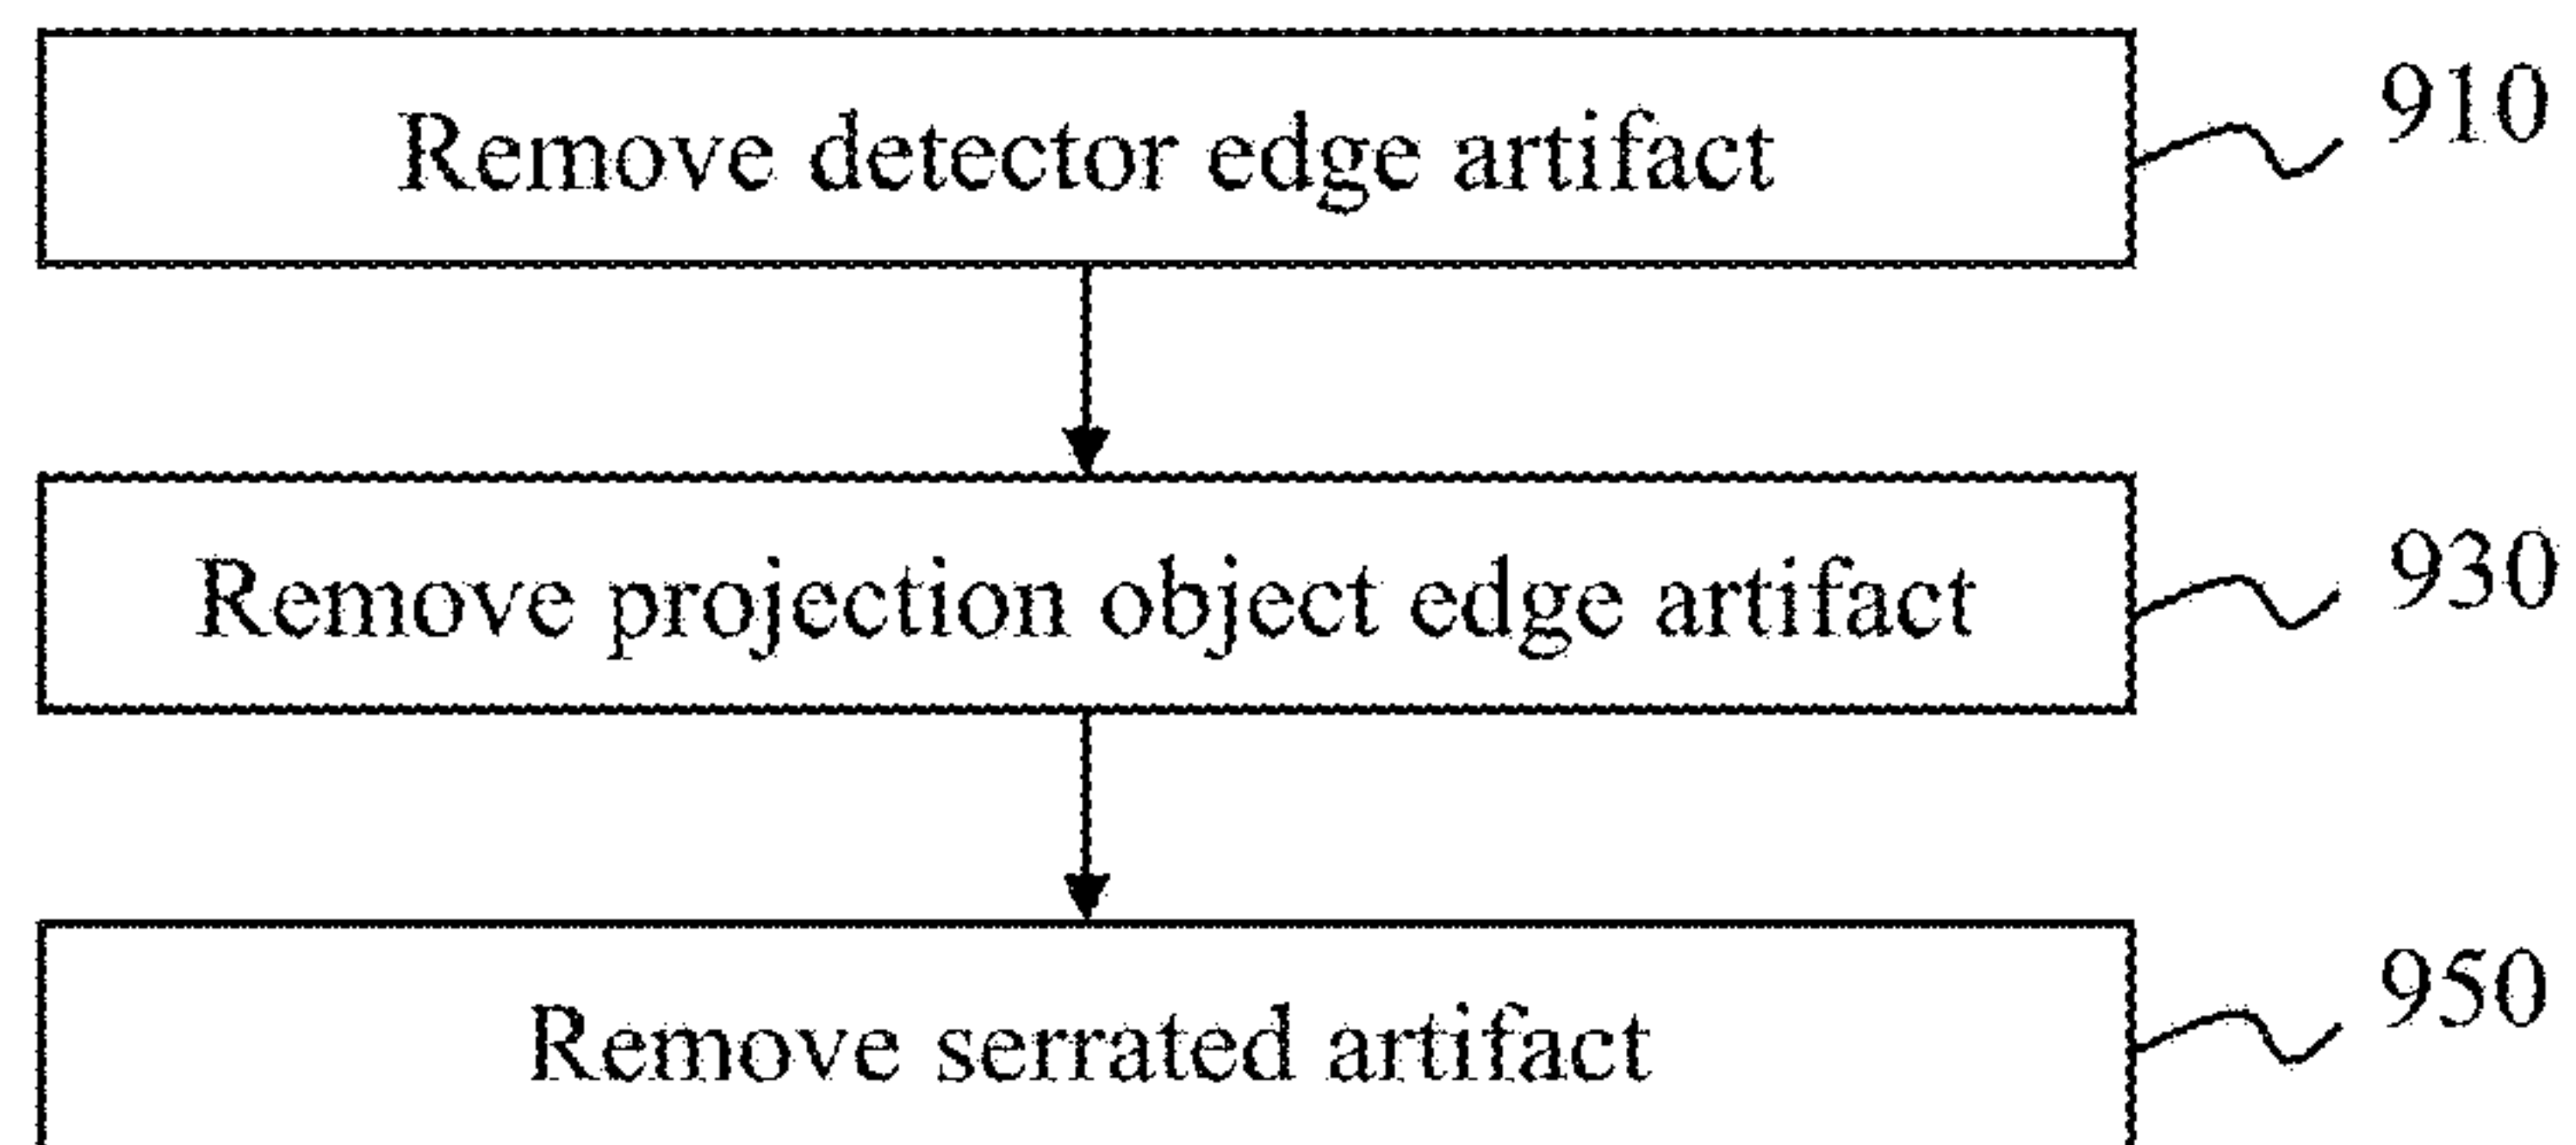 Remove detector edge artifact
910
Remove projection object edge artifact
930
Remove serrated artifact
950